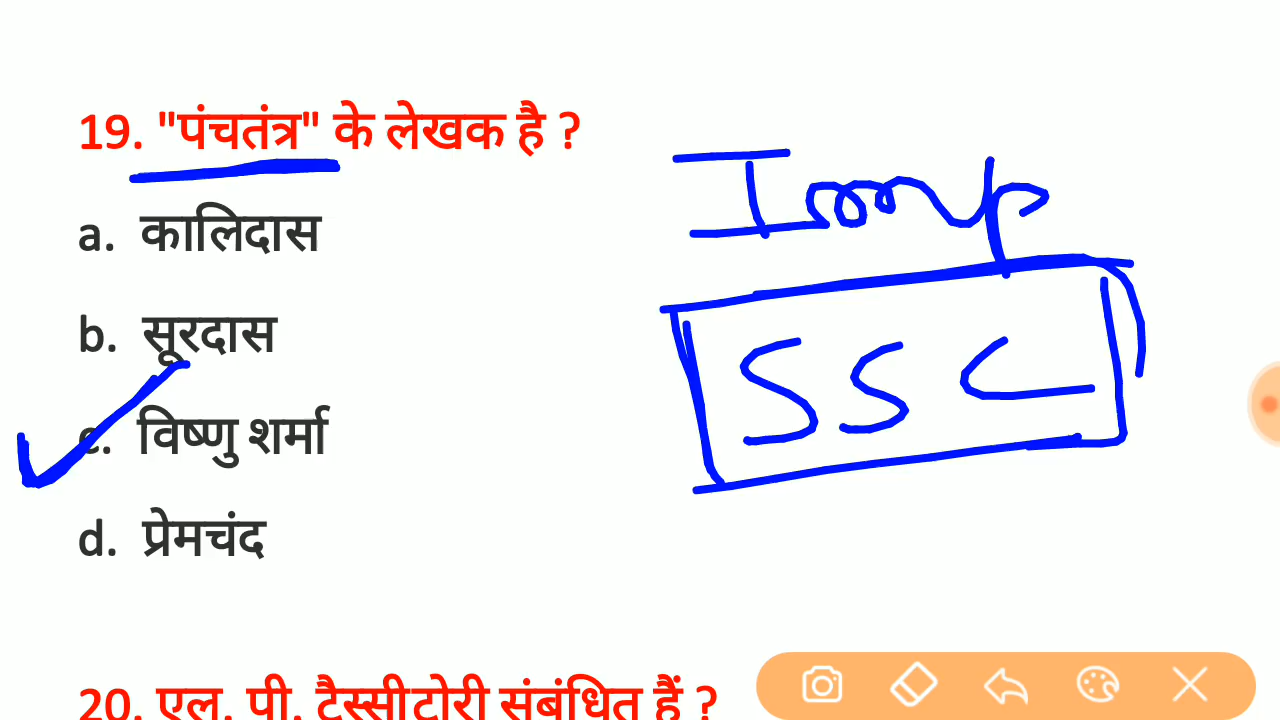 19. "पंचतंत्र" के लेखक है ?
Imp
a. कालिदास
b. सूरदास
SSC
c. विष्णु शर्मा
d. प्रेमचंद
20. एल. पी. टैस्सीटोरी संबंधित हैं ?